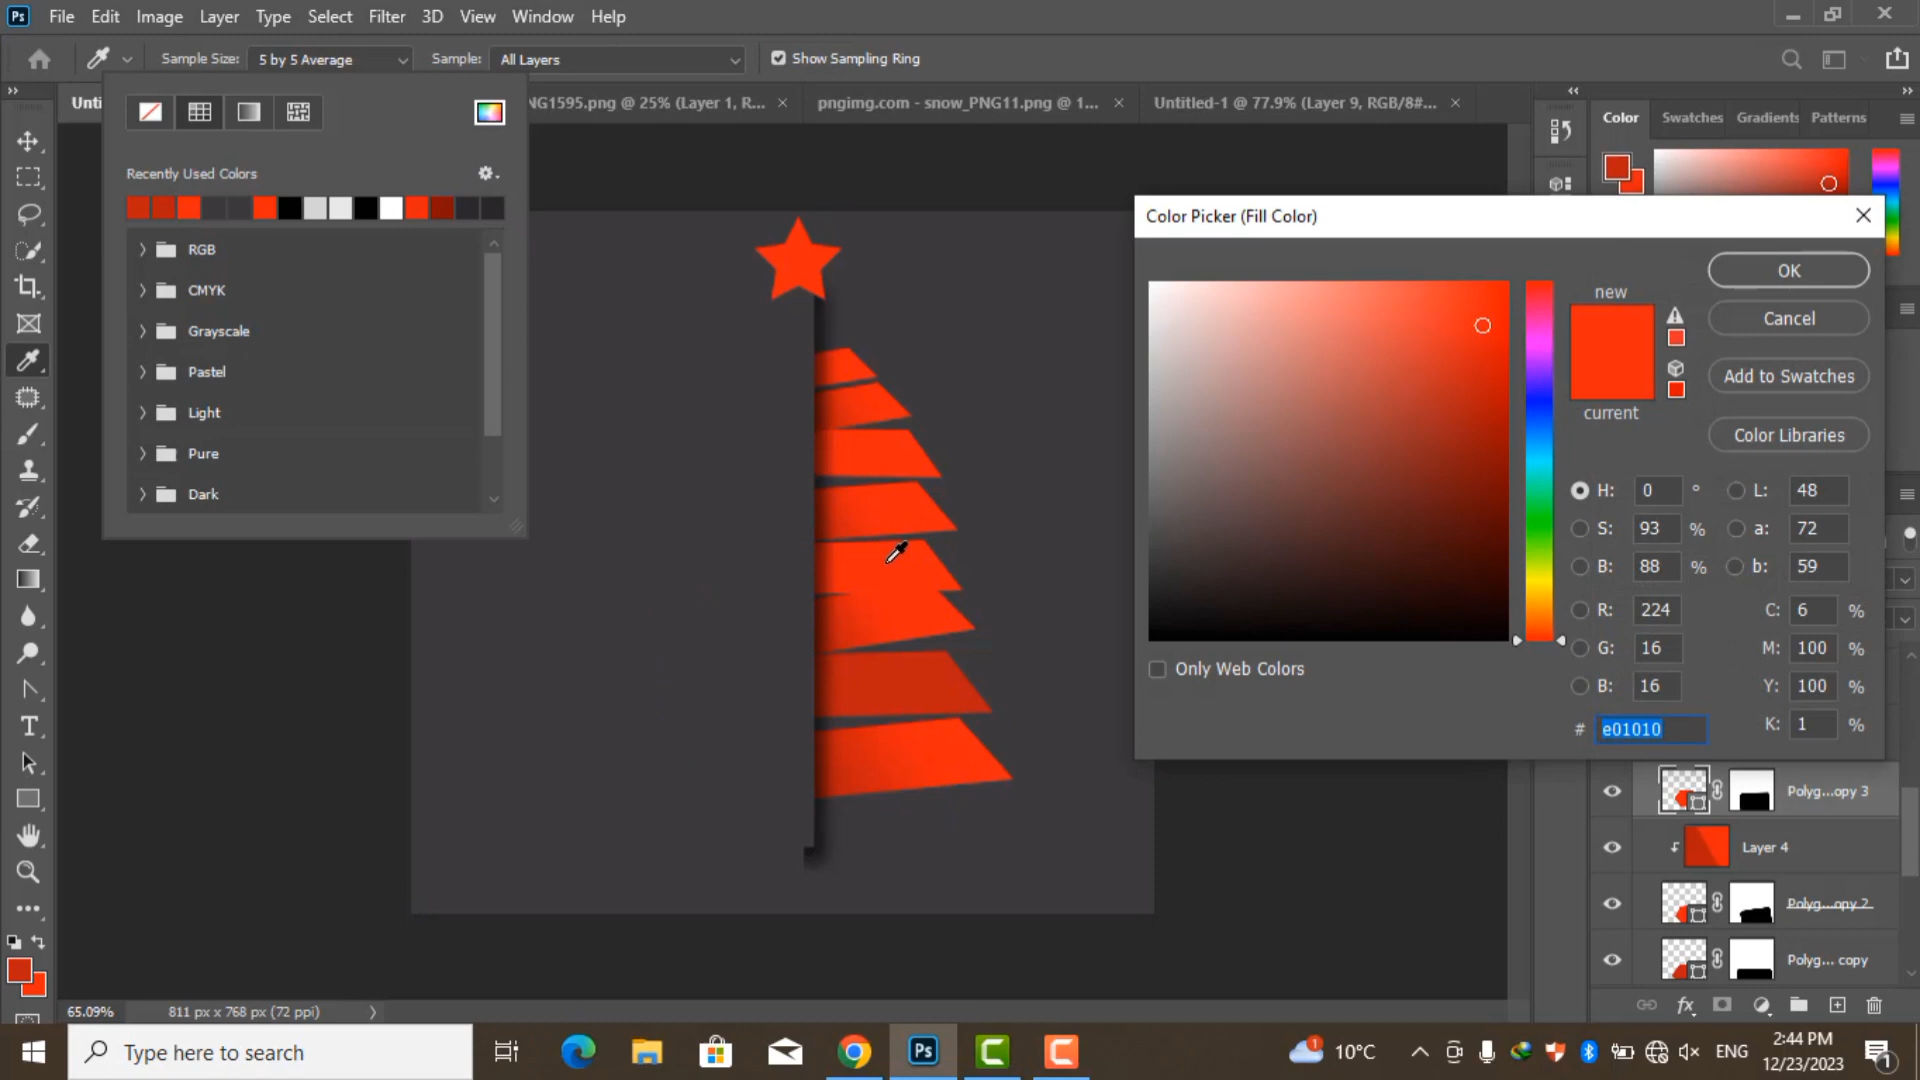 Ps File Edit Image Layer Type Select Filter 3D View Window Help
Sample Size: 5 by 5 Average Sample: All Layers Show Sampling Ring
Unti NG1595.png @ 25% (Layer 1, R... pngimg.com - snow_PNG11.png @ 1... Untitled-1 @ 77.9% (Layer 9, RGB/8#...
Color Swatches Gradients Patterns
Recently Used Colors
RGB
CMYK
Grayscale
Pastel
Light
Pure
Dark
Color Picker (Fill Color)
new
current
OK
Cancel
Add to Swatches
Color Libraries
H: 0 ° L: 48
S: 93 % a: 72
B: 88 % b: 59
R: 224 C: 6 %
G: 16 M: 100 %
B: 16 Y: 100 %
# e01010 K: 1 %
Only Web Colors
Polyg...opy 3
Layer 4
Polyg...opy 2
Polyg... copy
fx
65.09% 811 px x 768 px (72 ppi)
Type here to search
Ps
1
10°C
ENG
2:44 PM
12/23/2023
1